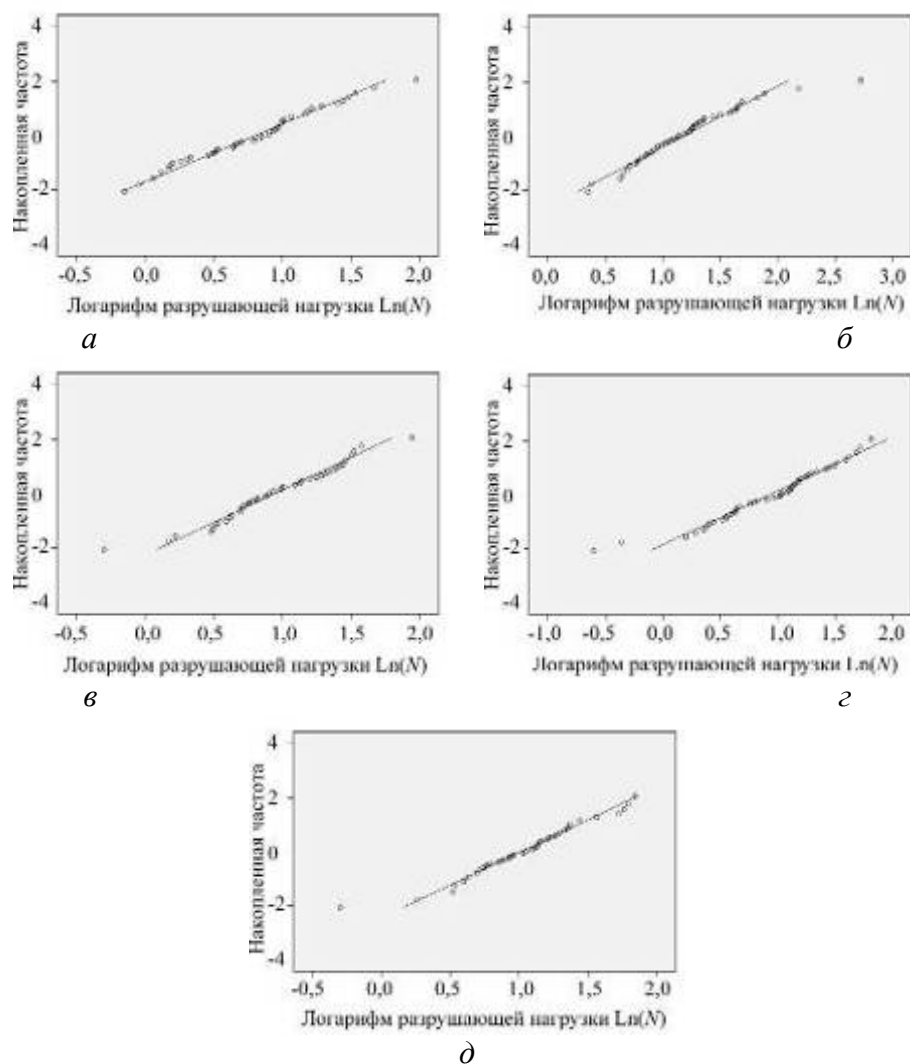 4
2
0
-2
-4
Накопленная частота
-0,5 0,0 0,5 1,0 1,5 2,0
Логарифм разрушающей нагрузки Ln(N)
а
4
2
0
-2
-4
Накопленная частота
0,0 0,5 1,0 1,5 2,0 2,5 3,0
Логарифм разрушающей нагрузки Ln(N)
б
4
2
0
-2
-4
Накопленная частота
-0,5 0,0 0,5 1,0 1,5 2,0
Логарифм разрушающей нагрузки Ln(N)
в
4
2
0
-2
-4
Накопленная частота
-1,0 -0,5 0,0 0,5 1,0 1,5 2,0
Логарифм разрушающей нагрузки Ln(N)
г
4
2
0
-2
-4
Накопленная частота
-0,5 0,0 0,5 1,0 1,5 2,0
Логарифм разрушающей нагрузки Ln(N)
д